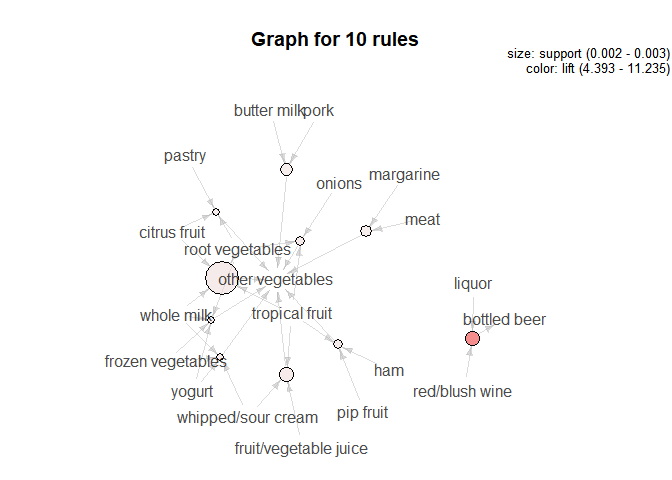 Graph for 10 rules
size: support (0.002 - 0.003)
color: lift (4.393 - 11.235)
butter milk
pork
pastry
margarine
onions
meat
citrus fruit
root vegetables
other vegetables
liquor
whole milk
tropical fruit
bottled beer
frozen vegetables
ham
yogurt
red/blush wine
whipped/sour cream
pip fruit
fruit/vegetable juice